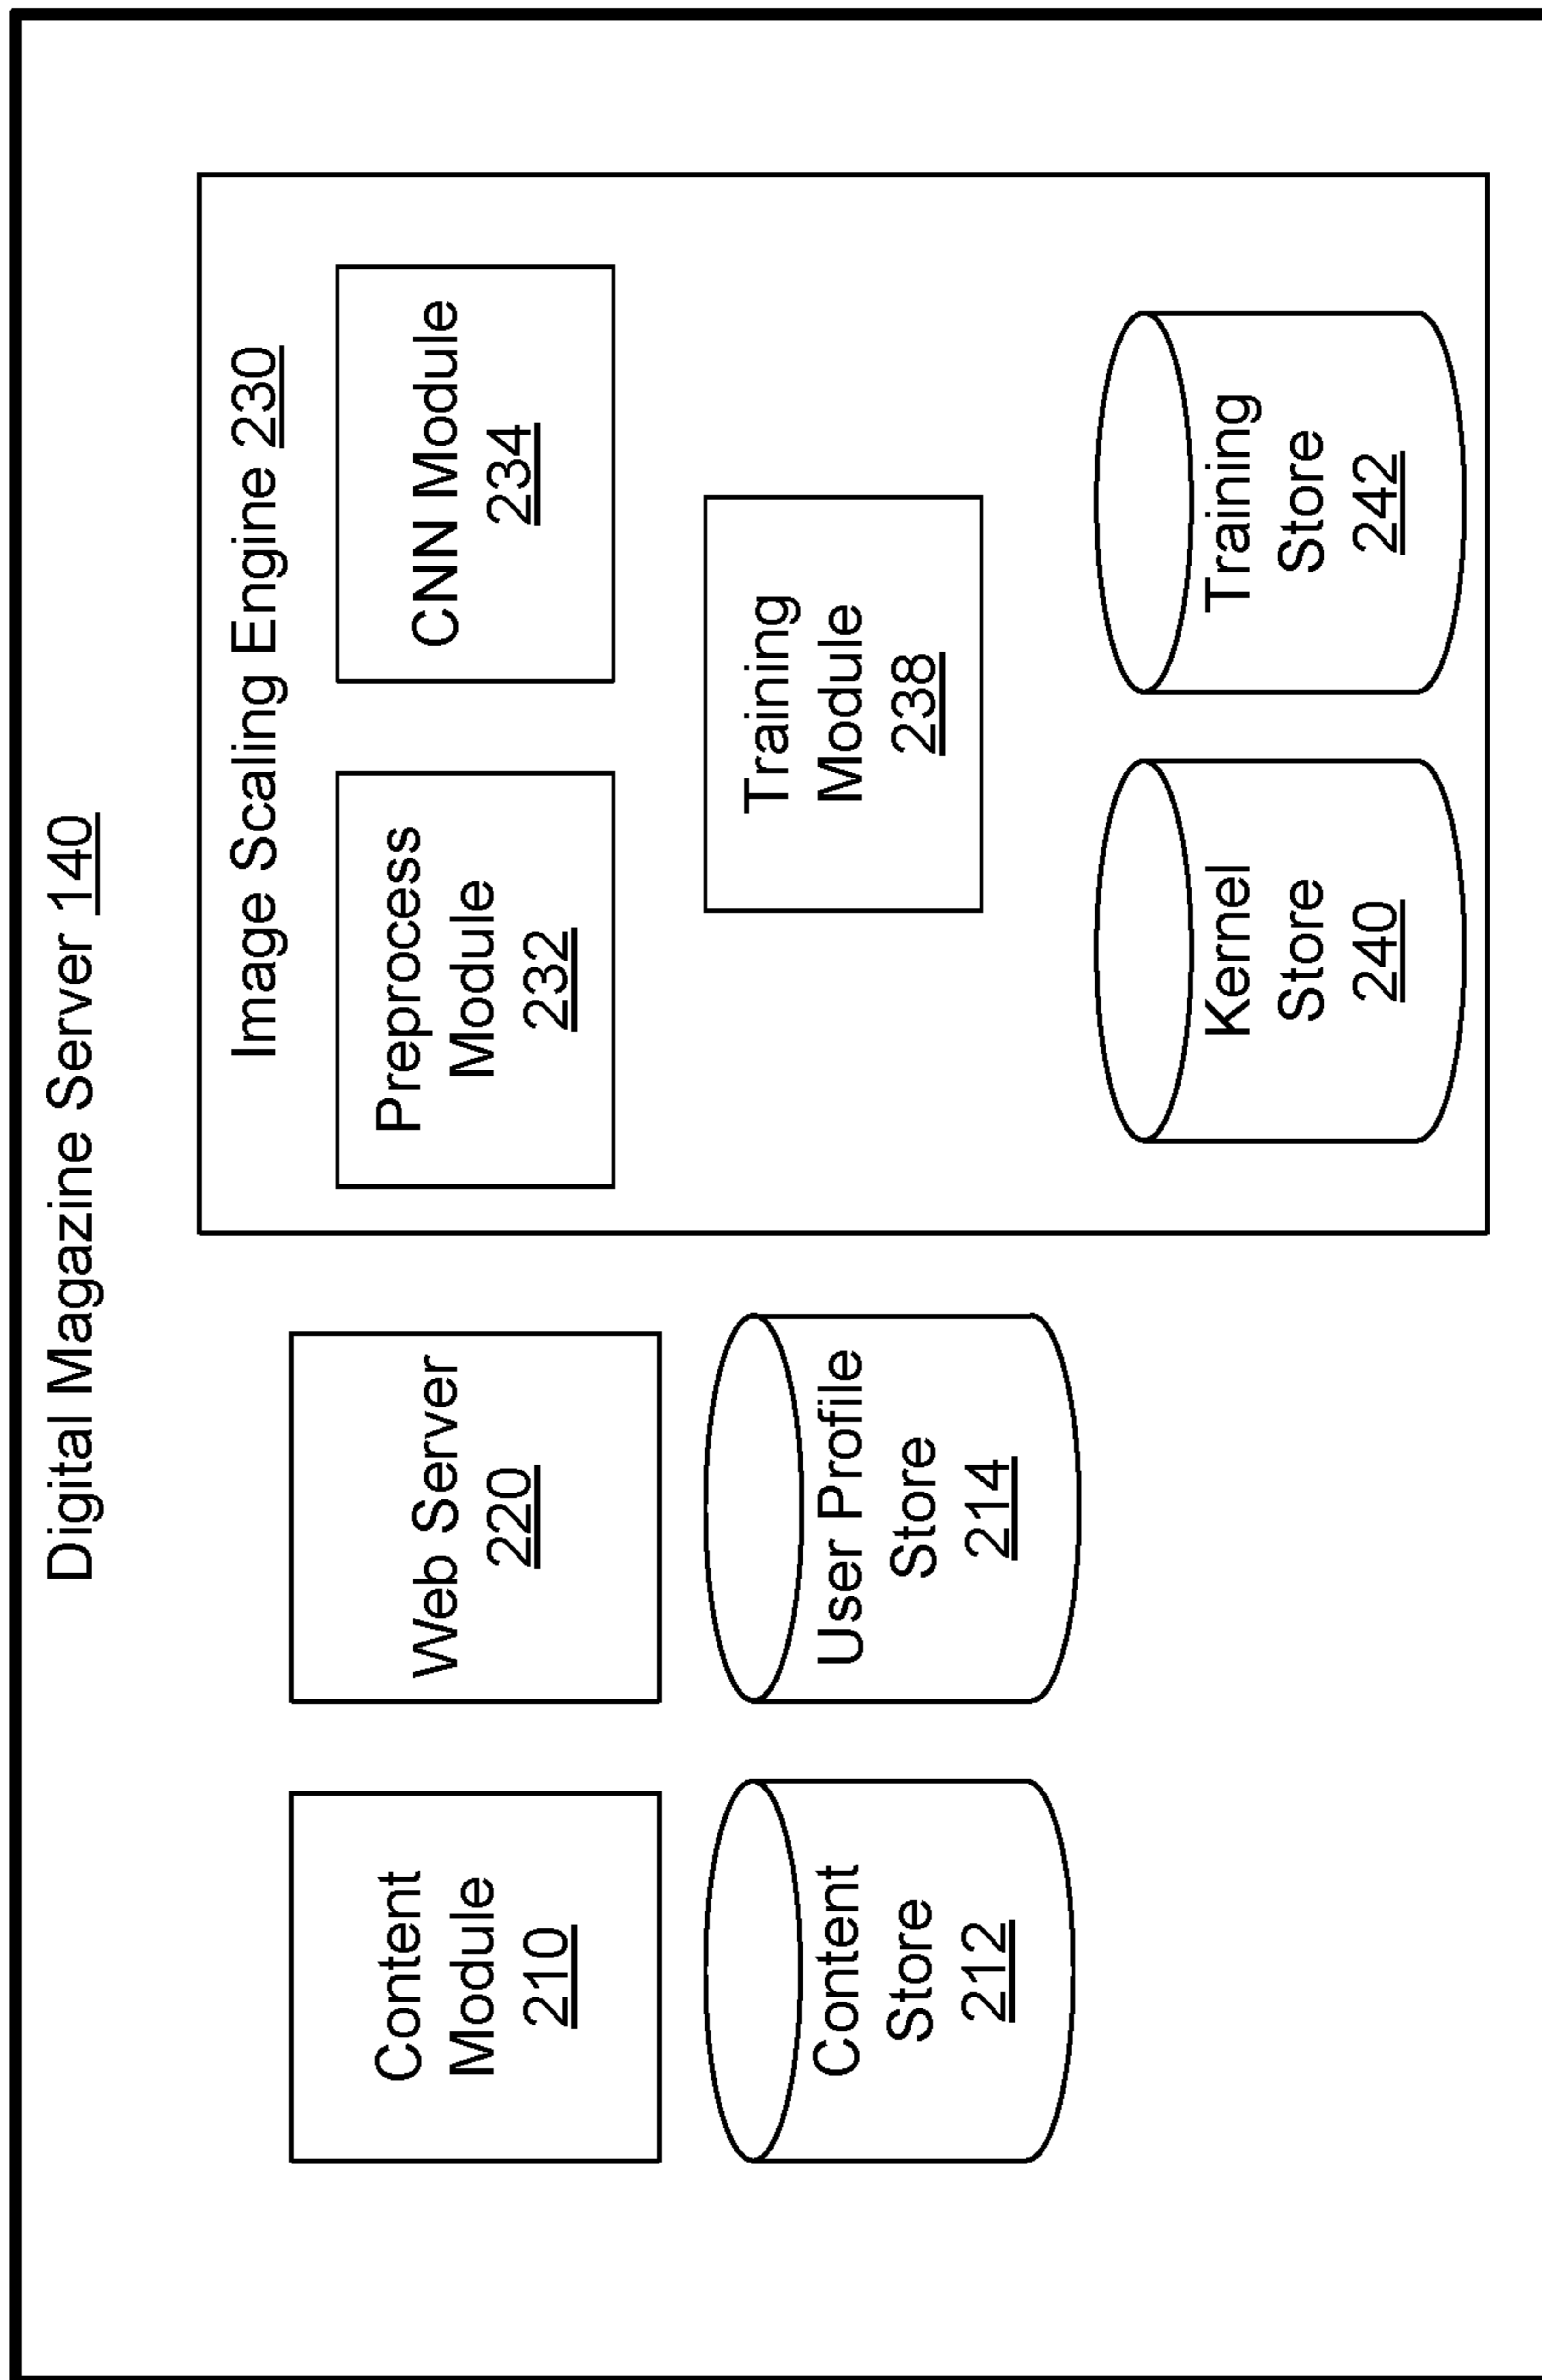 Digital Magazine Server 140
Content
Module
210
Web Server
220
Content
Store
212
User Profile
Store
214
Image Scaling Engine 230
Preprocess
Module
232
CNN Module
234
Training
Module
238
Kernel
Store
240
Training
Store
242